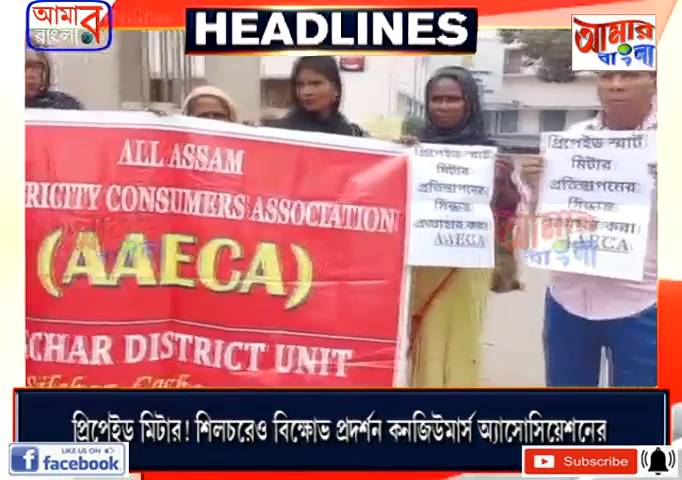 আমার
বাংলা
HEADLINES
আমার
বাংলা
ALL ASSAM
RICITY CONSUMERS ASSOCIATION
(AAECA)
CHAR DISTRICT UNIT
প্রিপেইড স্মার্ট
মিটার
প্রতিস্থাপনের
সিদ্ধান্ত
প্রত্যাহার করা
AAECA
প্রিপেইড স্মার্ট
মিটার
প্রতিস্থাপনের
সিদ্ধান্ত
প্রত্যাহার করা
AAECA
প্রিপেইড মিটার! শিলচরেও বিক্ষোভ প্রদর্শন কনজিউমার্স অ্যাসোসিয়েশনের
LIKE US ON
facebook
Subscribe